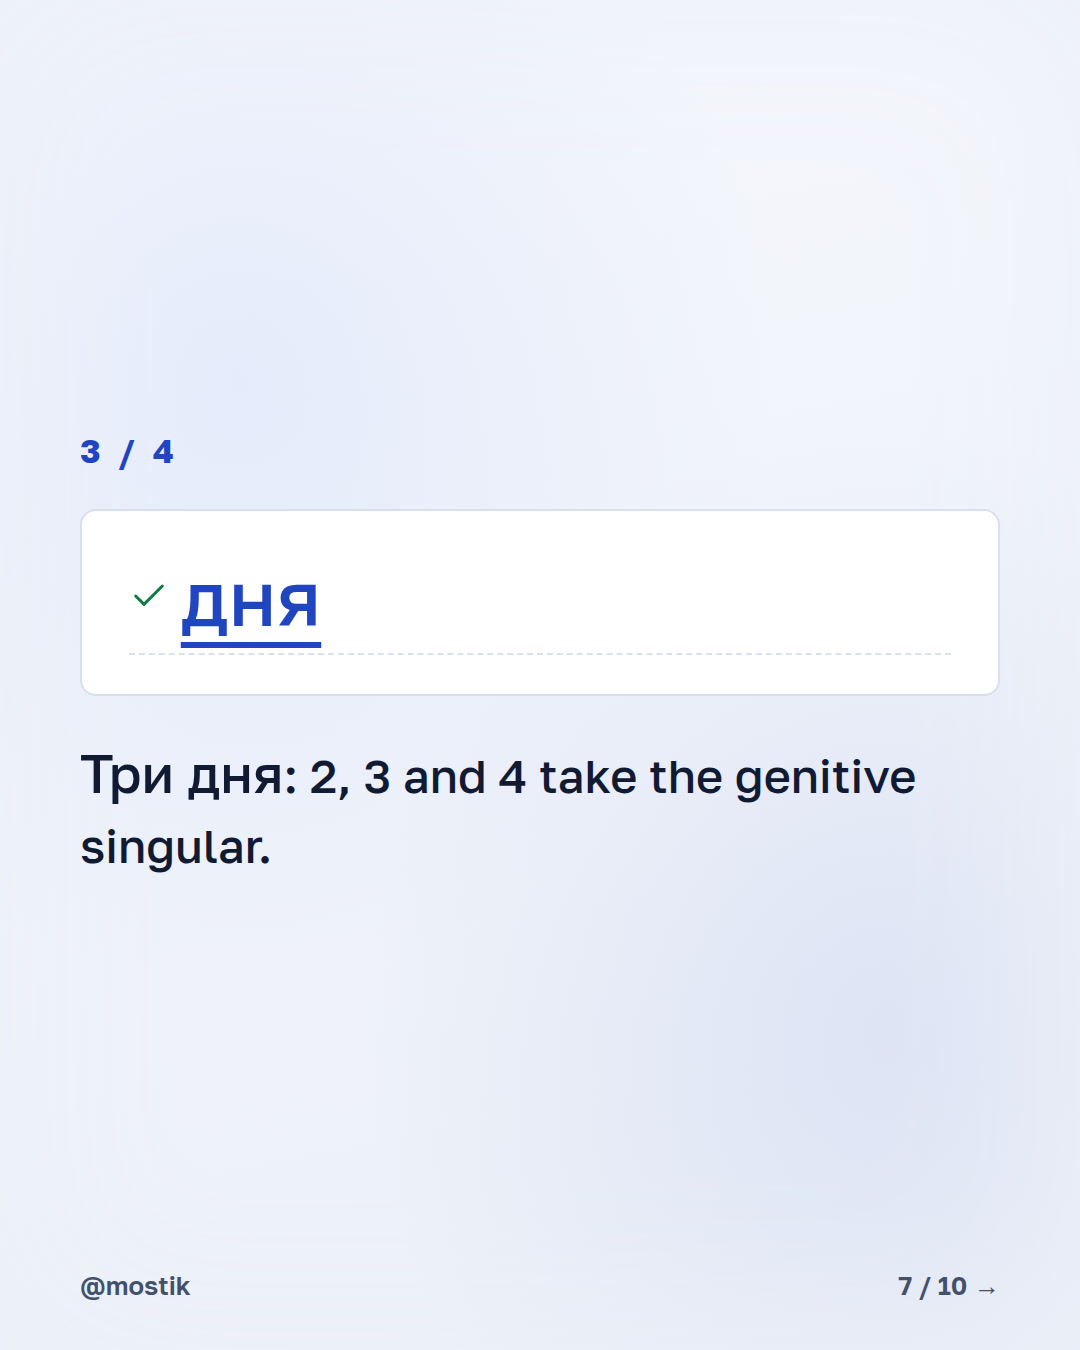 3 / 4
✓ дня
Три дня: 2, 3 and 4 take the genitive
singular.
@mostik
7 / 10 →